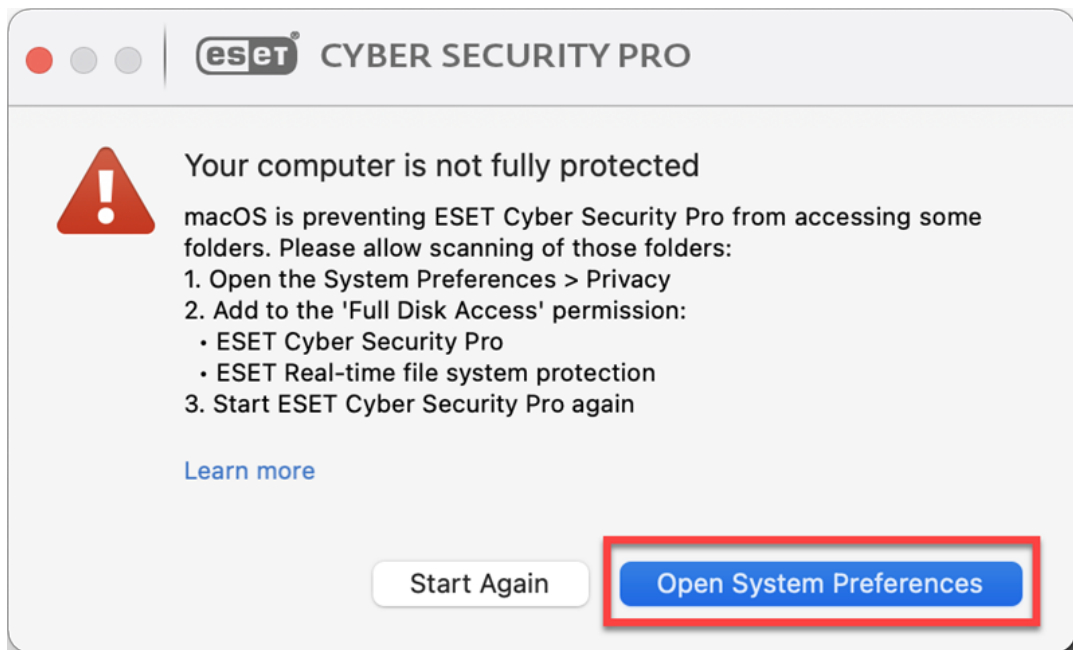 eseT® CYBER SECURITY PRO
Your computer is not fully protected
macOS is preventing ESET Cyber Security Pro from accessing some
folders. Please allow scanning of those folders:
1. Open the System Preferences > Privacy
2. Add to the 'Full Disk Access' permission:
• ESET Cyber Security Pro
• ESET Real-time file system protection
3. Start ESET Cyber Security Pro again
Learn more
Start Again Open System Preferences